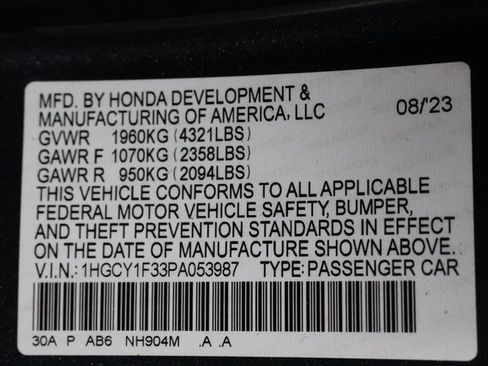 MFD. BY HONDA DEVELOPMENT &
MANUFACTURING OF AMERICA, LLC 08/'23
GVWR 1960KG (4321LBS)
GAWR F 1070KG (2358LBS)
GAWR R 950KG (2094LBS)
THIS VEHICLE CONFORMS TO ALL APPLICABLE
FEDERAL MOTOR VEHICLE SAFETY, BUMPER,
AND THEFT PREVENTION STANDARDS IN EFFECT
ON THE DATE OF MANUFACTURE SHOWN ABOVE.
V.I.N.:1HGCY1F33PA053987 TYPE:PASSENGER CAR
30A P AB6 NH904M .A .A